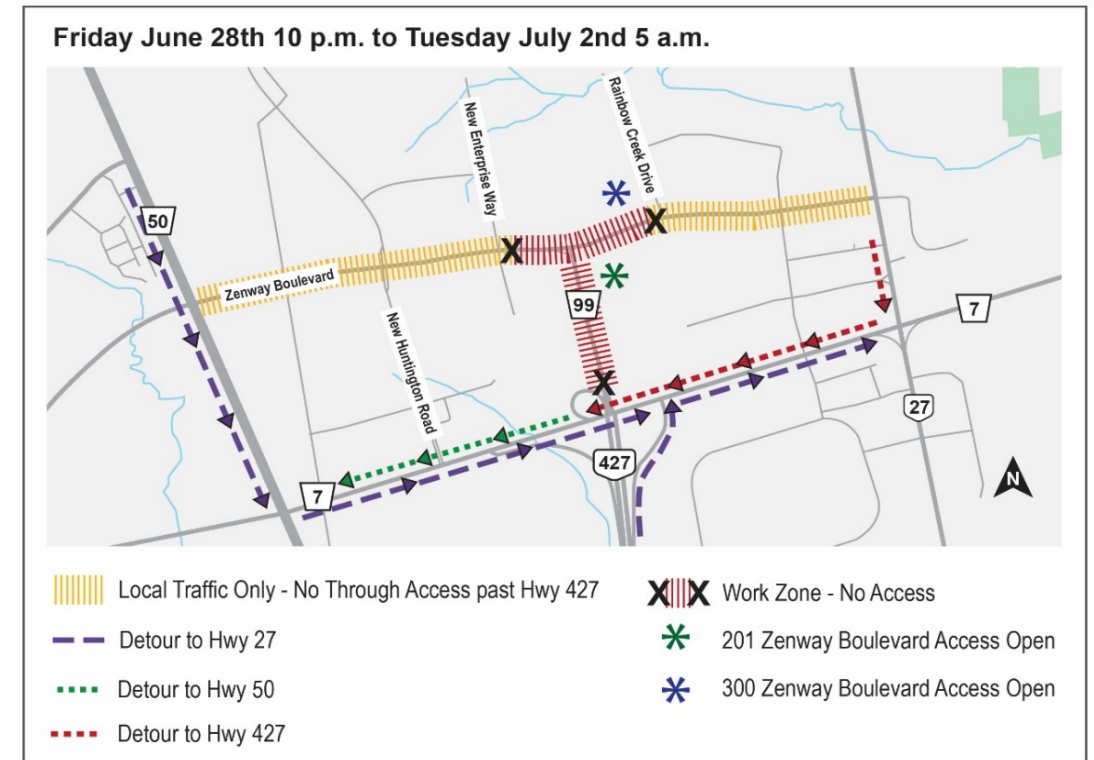 Friday June 28th 10 p.m. to Tuesday July 2nd 5 a.m.
New Enterprise Way
Rainbow Creek Drive
50
Zenway Boulevard
99
7
New Huntington Road
27
427
7
N
Local Traffic Only - No Through Access past Hwy 427
Detour to Hwy 27
Detour to Hwy 50
Detour to Hwy 427
X X Work Zone - No Access
201 Zenway Boulevard Access Open
300 Zenway Boulevard Access Open